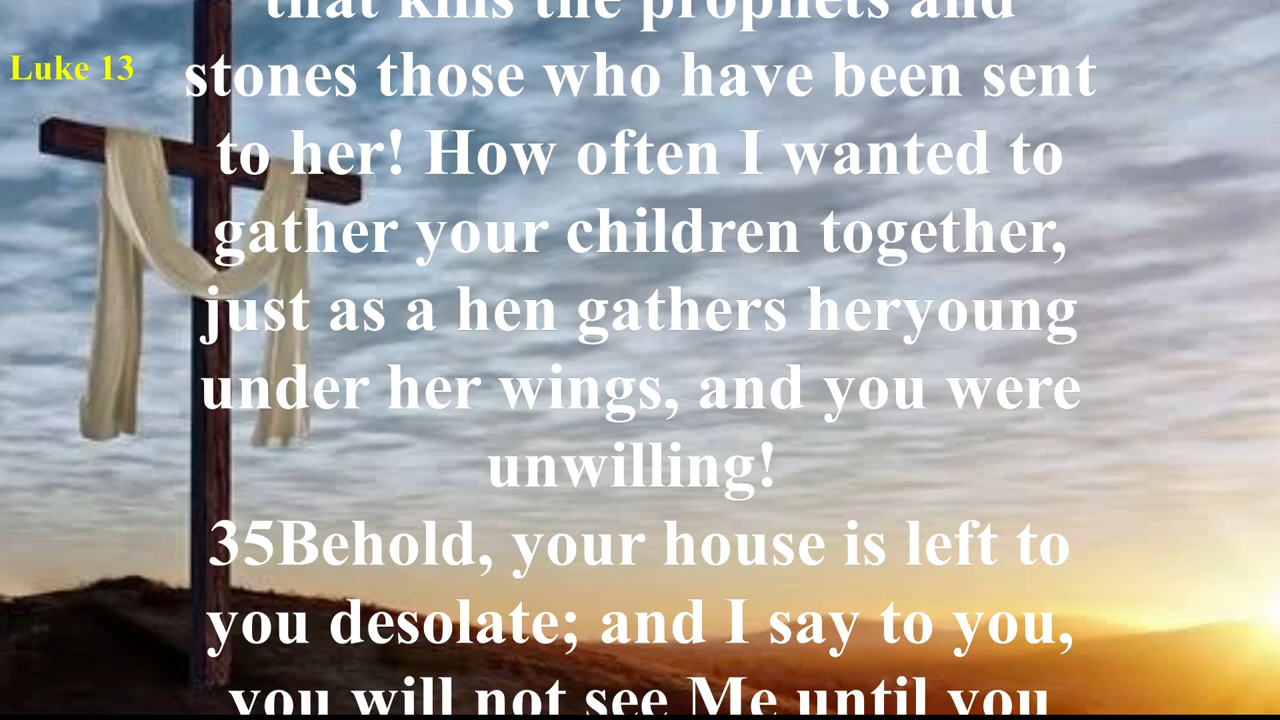 that kills the prophets and
Luke 13
stones those who have been sent
to her! How often I wanted to
gather your children together,
just as a hen gathers heryoung
under her wings, and you were
unwilling!
35Behold, your house is left to
you desolate; and I say to you,
you will not see Me until you